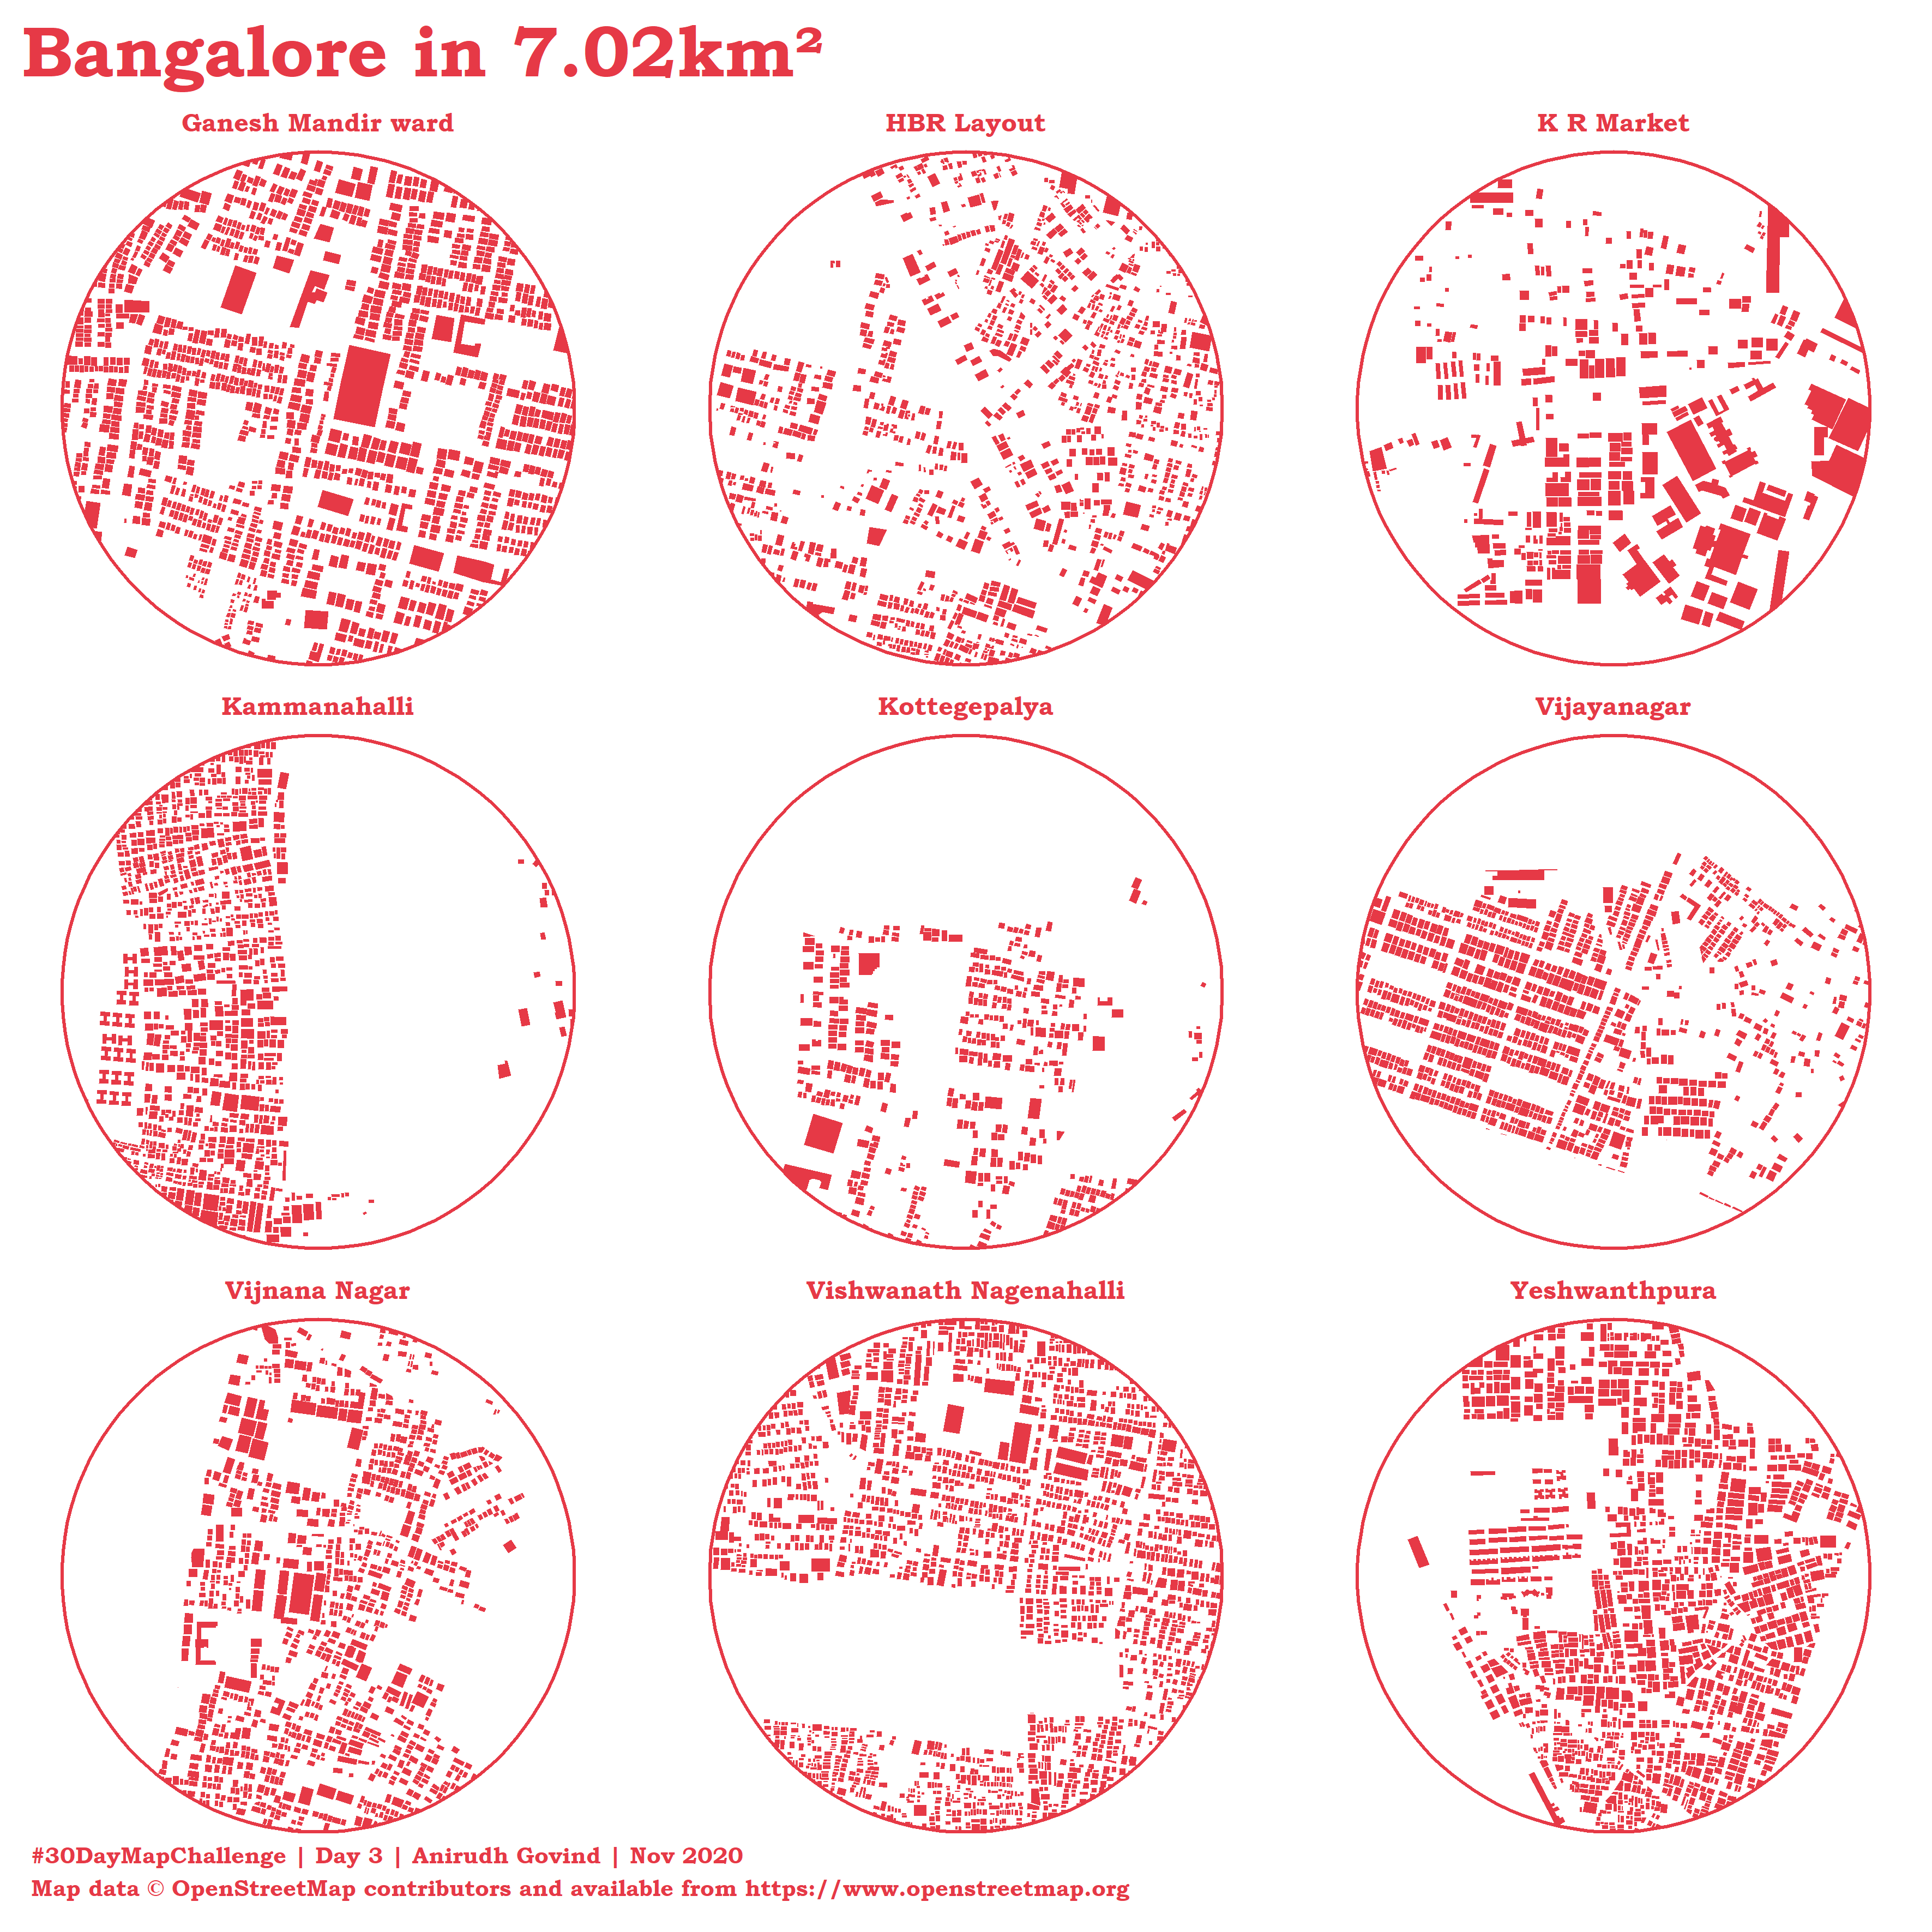 Bangalore in 7.02km²
Ganesh Mandir ward
HBR Layout
K R Market
Kammanahalli
Kottegepalya
Vijayanagar
Vijnana Nagar
Vishwanath Nagenahalli
Yeshwanthpura
#30DayMapChallenge | Day 3 | Anirudh Govind | Nov 2020
Map data © OpenStreetMap contributors and available from https://www.openstreetmap.org